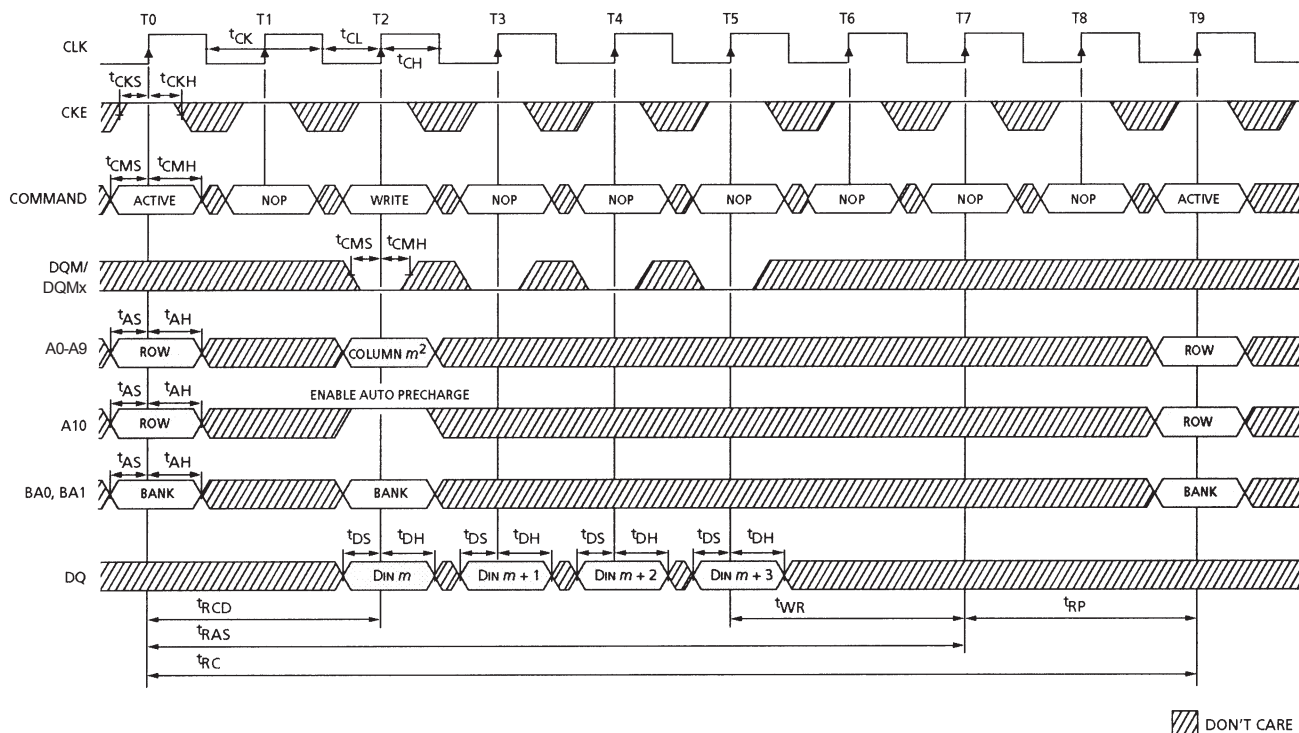 T0 T1 T2 T3 T4 T5 T6 T7 T8 T9
CLK
tCK tCL
tCH
tCKS tCKH
CKE
tCMS tCMH
COMMAND ACTIVE NOP WRITE NOP NOP NOP NOP NOP NOP ACTIVE
tCMS tCMH
DQM/
DQMx
tAS tAH
A0-A9 ROW COLUMN m2 ROW
tAS tAH ENABLE AUTO PRECHARGE
A10 ROW ROW
tAS tAH
BA0, BA1 BANK BANK BANK
tDS tDH tDS tDH tDS tDH tDS tDH
DQ DIN m DIN m + 1 DIN m + 2 DIN m + 3
tRCD tWR tRP
tRAS
tRC
DON'T CARE